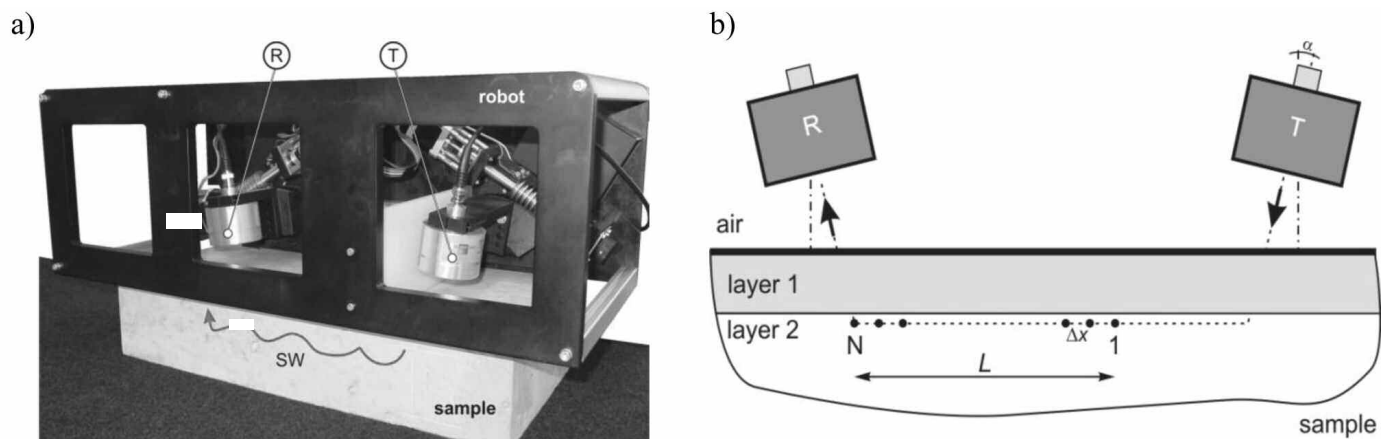 a)
R
T
robot
SW
sample
b)
α
R
T
air
layer 1
layer 2
Δx
N
1
L
sample